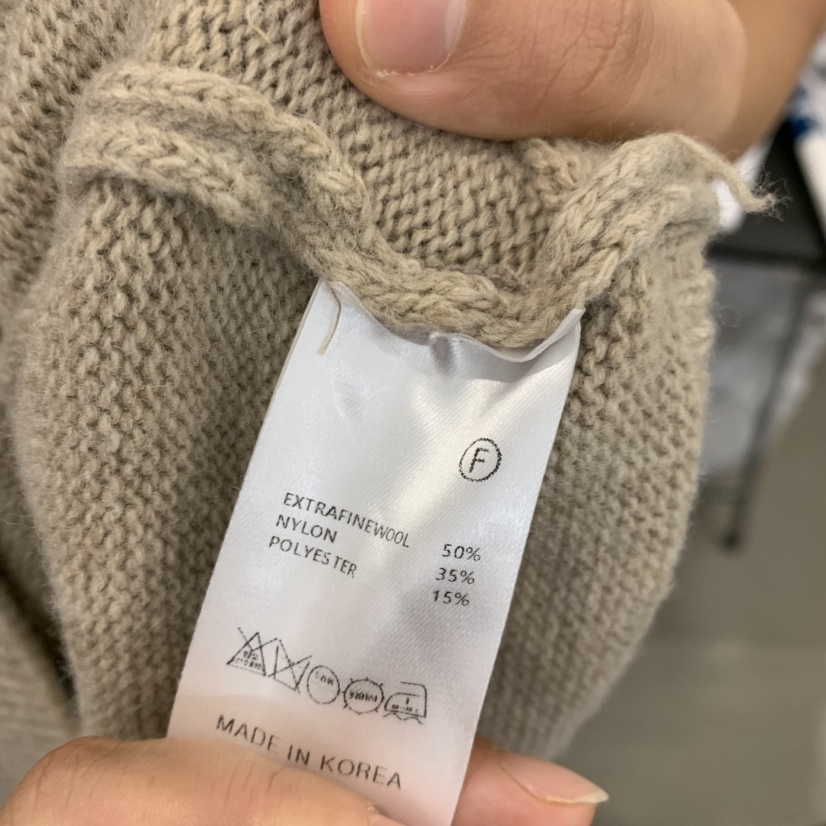 F
EXTRAFINEWOOL 50%
NYLON 35%
POLYESTER 15%
MADE IN KOREA